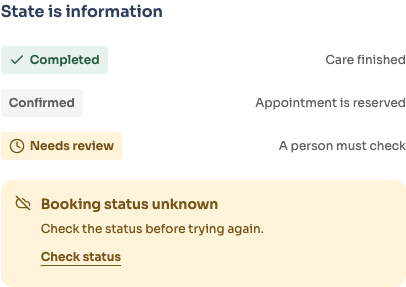 State is information
Completed Care finished
Confirmed Appointment is reserved
Needs review A person must check
Booking status unknown
Check the status before trying again.
Check status